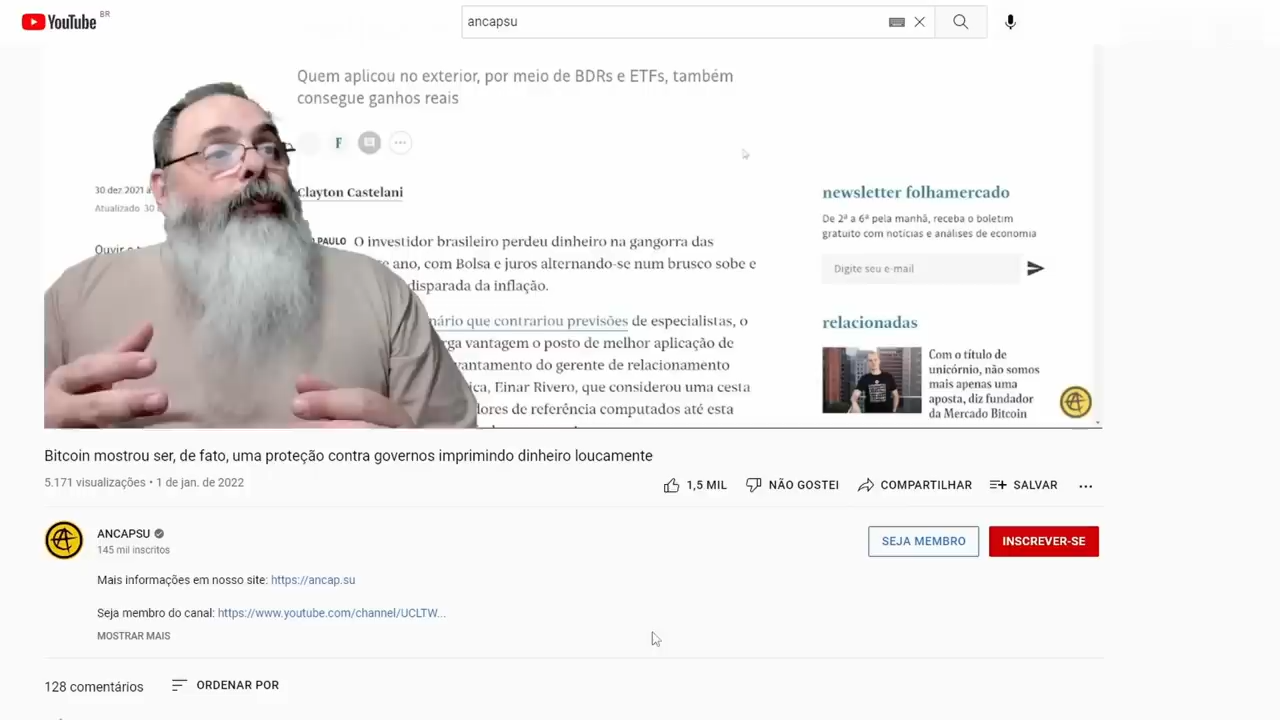 YouTube BR
ancapsu
Quem aplicou no exterior, por meio de BDRs e ETFs, também
consegue ganhos reais
F
30 dez.2021 à
Atualizado 30
Clayton Castelani
Ouvir o
PAULO O investidor brasileiro perdeu dinheiro na gangorra das
e ano, com Bolsa e juros alternando-se num brusco sobe e
disparada da inflação.
nário que contrariou previsões de especialistas, o
rga vantagem o posto de melhor aplicação de
vantamento do gerente de relacionamento
ica, Einar Rivero, que considerou uma cesta
dores de referência computados até esta
newsletter folhamercado
De 2ª a 6ª pela manhã, receba o boletim
gratuito com notícias e análises de economia
Digite seu e-mail
relacionadas
Com o título de
unicórnio, não somos
mais apenas uma
aposta, diz fundador
da Mercado Bitcoin
Bitcoin mostrou ser, de fato, uma proteção contra governos imprimindo dinheiro loucamente
5.171 visualizações • 1 de jan. de 2022
1,5 MIL NÃO GOSTEI COMPARTILHAR SALVAR ...
ANCAPSU
145 mil inscritos
SEJA MEMBRO INSCREVER-SE
Mais informações em nosso site: https://ancap.su
Seja membro do canal: https://www.youtube.com/channel/UCLTW...
MOSTRAR MAIS
128 comentários ORDENAR POR